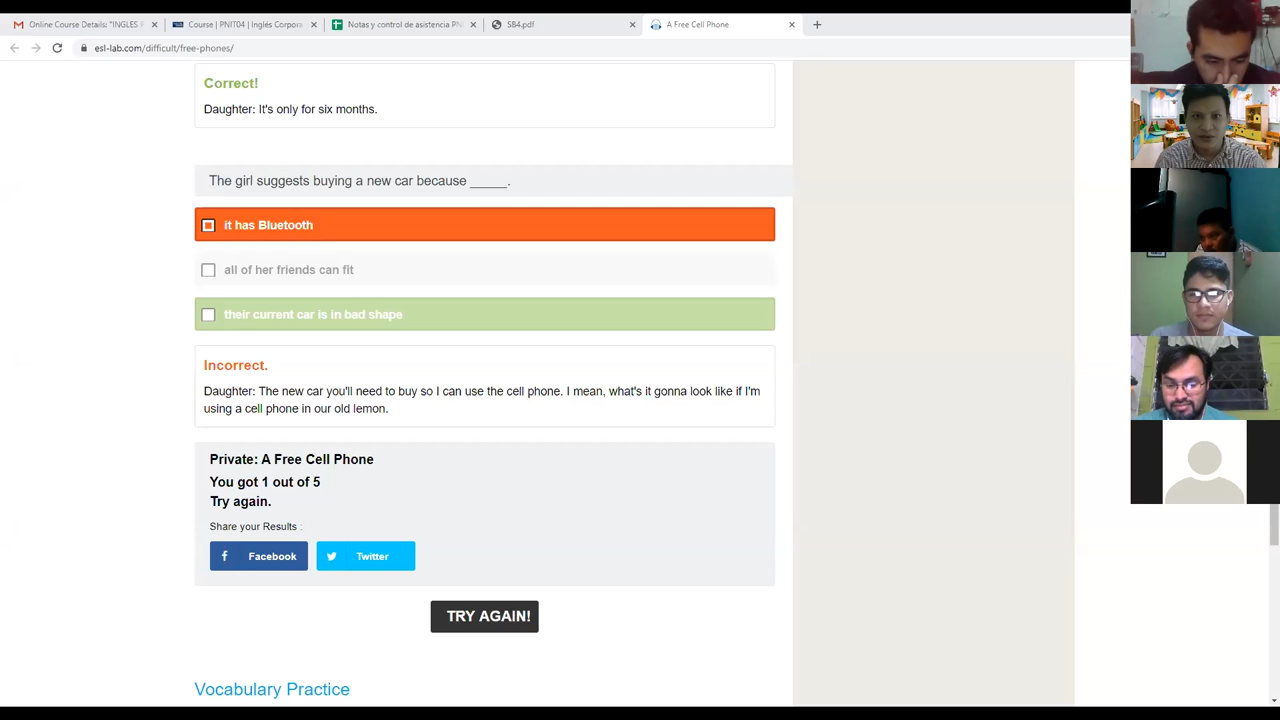 Online Course Details: "INGLES P
Course | PNIT04 | Inglés Corpora
Notas y control de asistencia PN
SB4.pdf
A Free Cell Phone
esl-lab.com/difficult/free-phones/
Correct!
Daughter: It's only for six months.
The girl suggests buying a new car because _____.
it has Bluetooth
all of her friends can fit
their current car is in bad shape
Incorrect.
Daughter: The new car you'll need to buy so I can use the cell phone. I mean, what's it gonna look like if I'm
using a cell phone in our old lemon.
Private: A Free Cell Phone
You got 1 out of 5
Try again.
Share your Results :
Facebook
Twitter
TRY AGAIN!
Vocabulary Practice